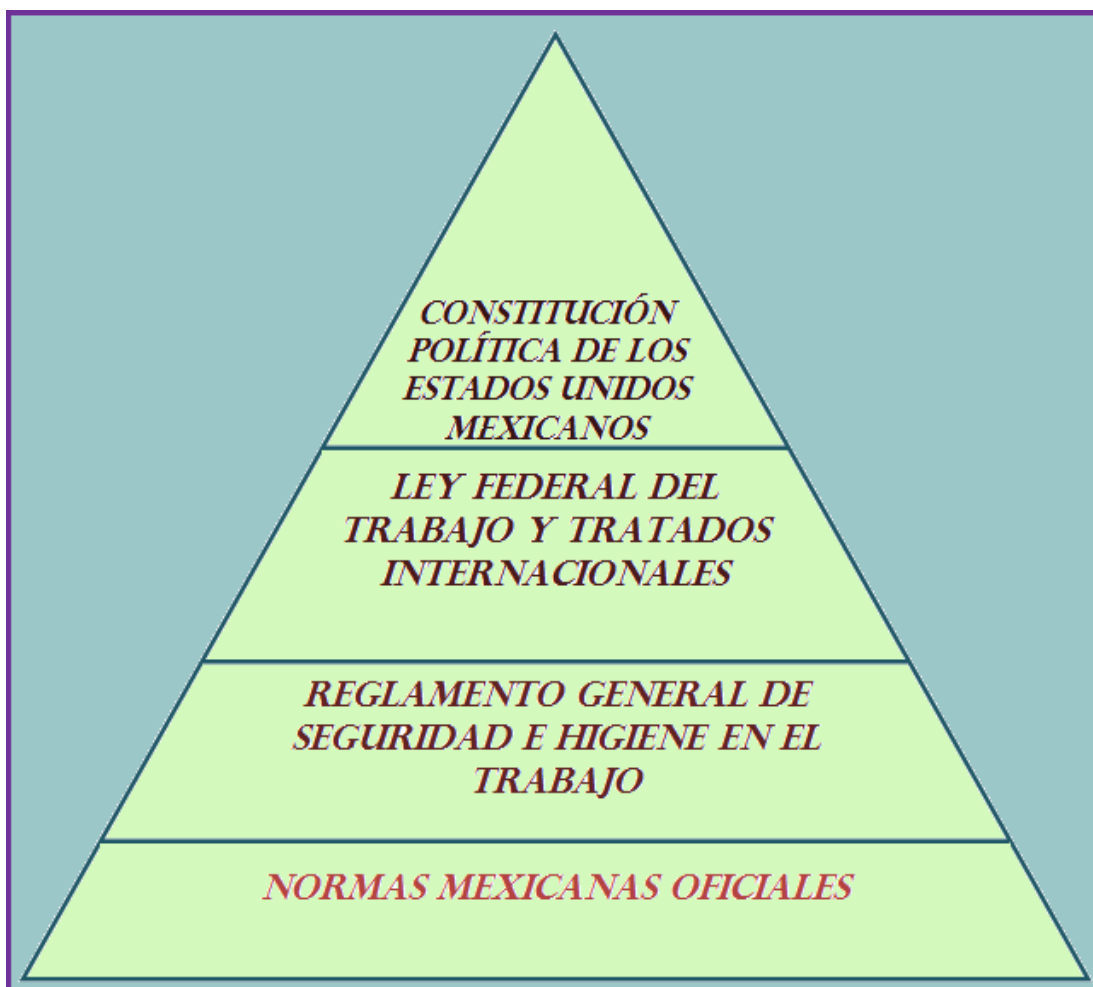 CONSTITUCIÓN
POLÍTICA DE LOS
ESTADOS UNIDOS
MEXICANOS
LEY FEDERAL DEL
TRABAJO Y TRATADOS
INTERNACIONALES
REGLAMENTO GENERAL DE
SEGURIDAD E HIGIENE EN EL
TRABAJO
NORMAS MEXICANAS OFICIALES